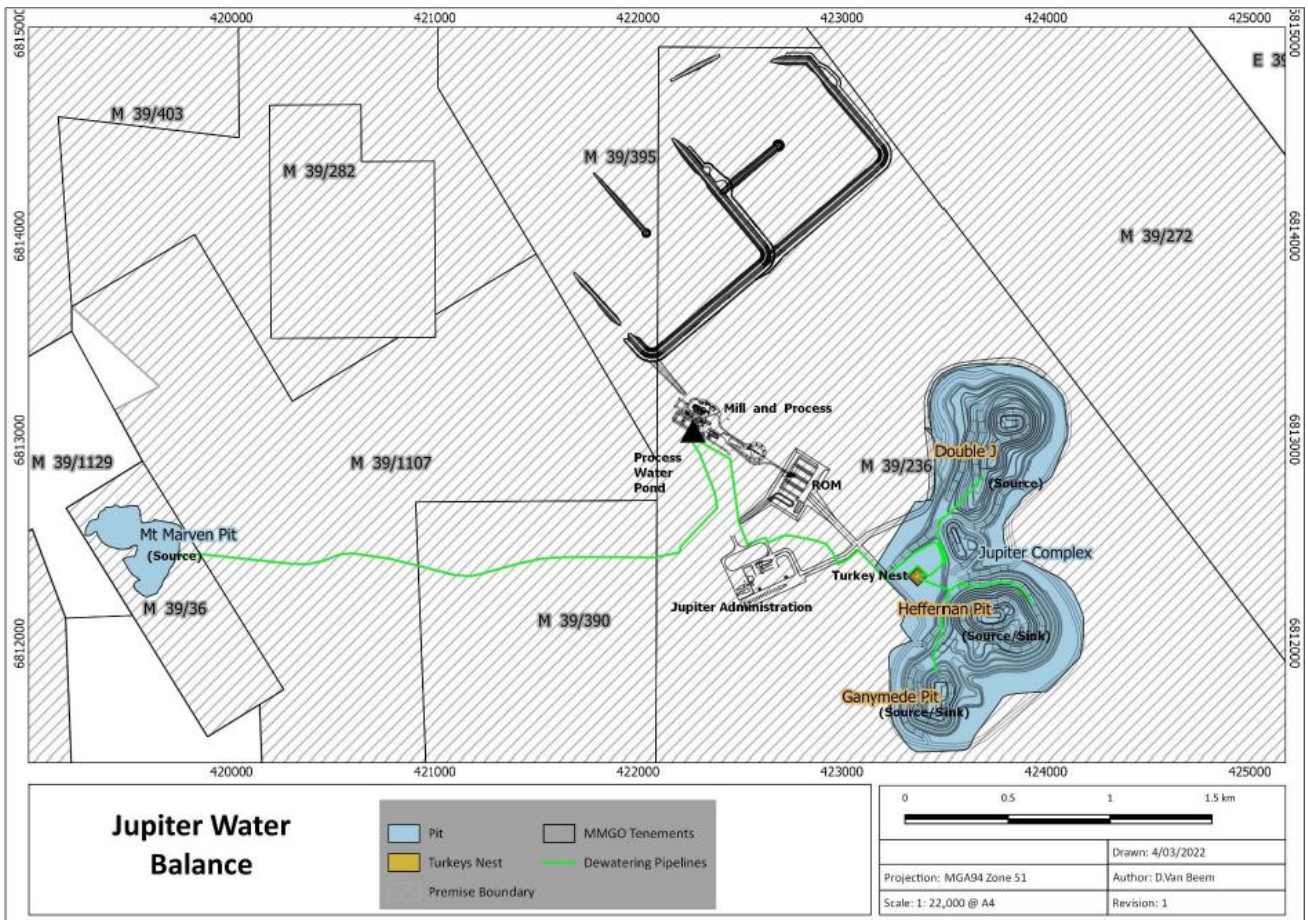 420000 421000 422000 423000 424000 425000
6815000
6815000
E 39
M 39/403
M 39/395
M 39/282
6814000
M 39/272
6814000
Mill and Process
6813000
6813000
Double J
Process
Water
Pond
M 39/1129
M 39/1107
M 39/236
ROM
(Source)
Mt Marven Pit
(Source)
Jupiter Complex
Turkey Nest
M 39/36
Jupiter Administration
Heffernan Pit
M 39/390
(Source/Sink)
6812000
6812000
Ganymede Pit
(Source/Sink)
420000 421000 422000 423000 424000 425000
Jupiter Water
Balance
Pit
MMGO Tenements
Turkeys Nest
Dewatering Pipelines
Premise Boundary
0 0.5 1 1.5 km
Drawn: 4/03/2022
Projection: MGA94 Zone 51
Author: D.Van Beem
Scale: 1: 22,000 @ A4
Revision: 1